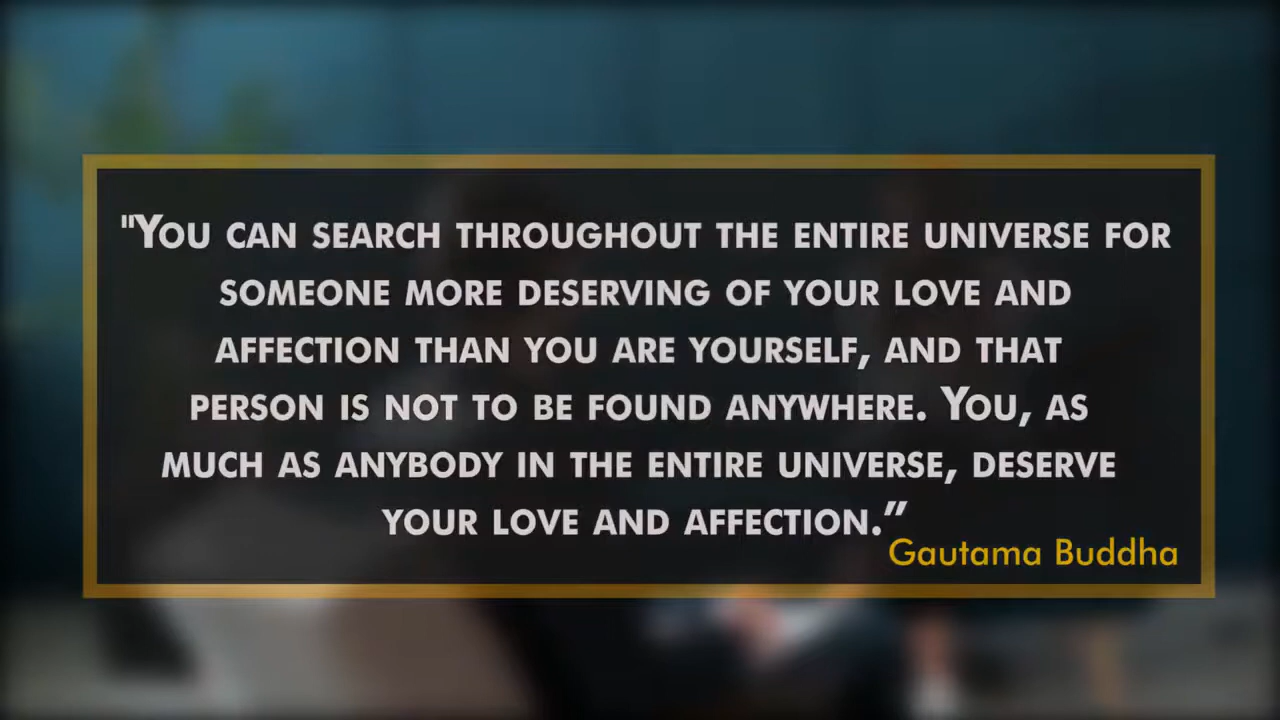 "You can search throughout the entire universe for
someone more deserving of your love and
affection than you are yourself, and that
person is not to be found anywhere. You, as
much as anybody in the entire universe, deserve
your love and affection.”
Gautama Buddha